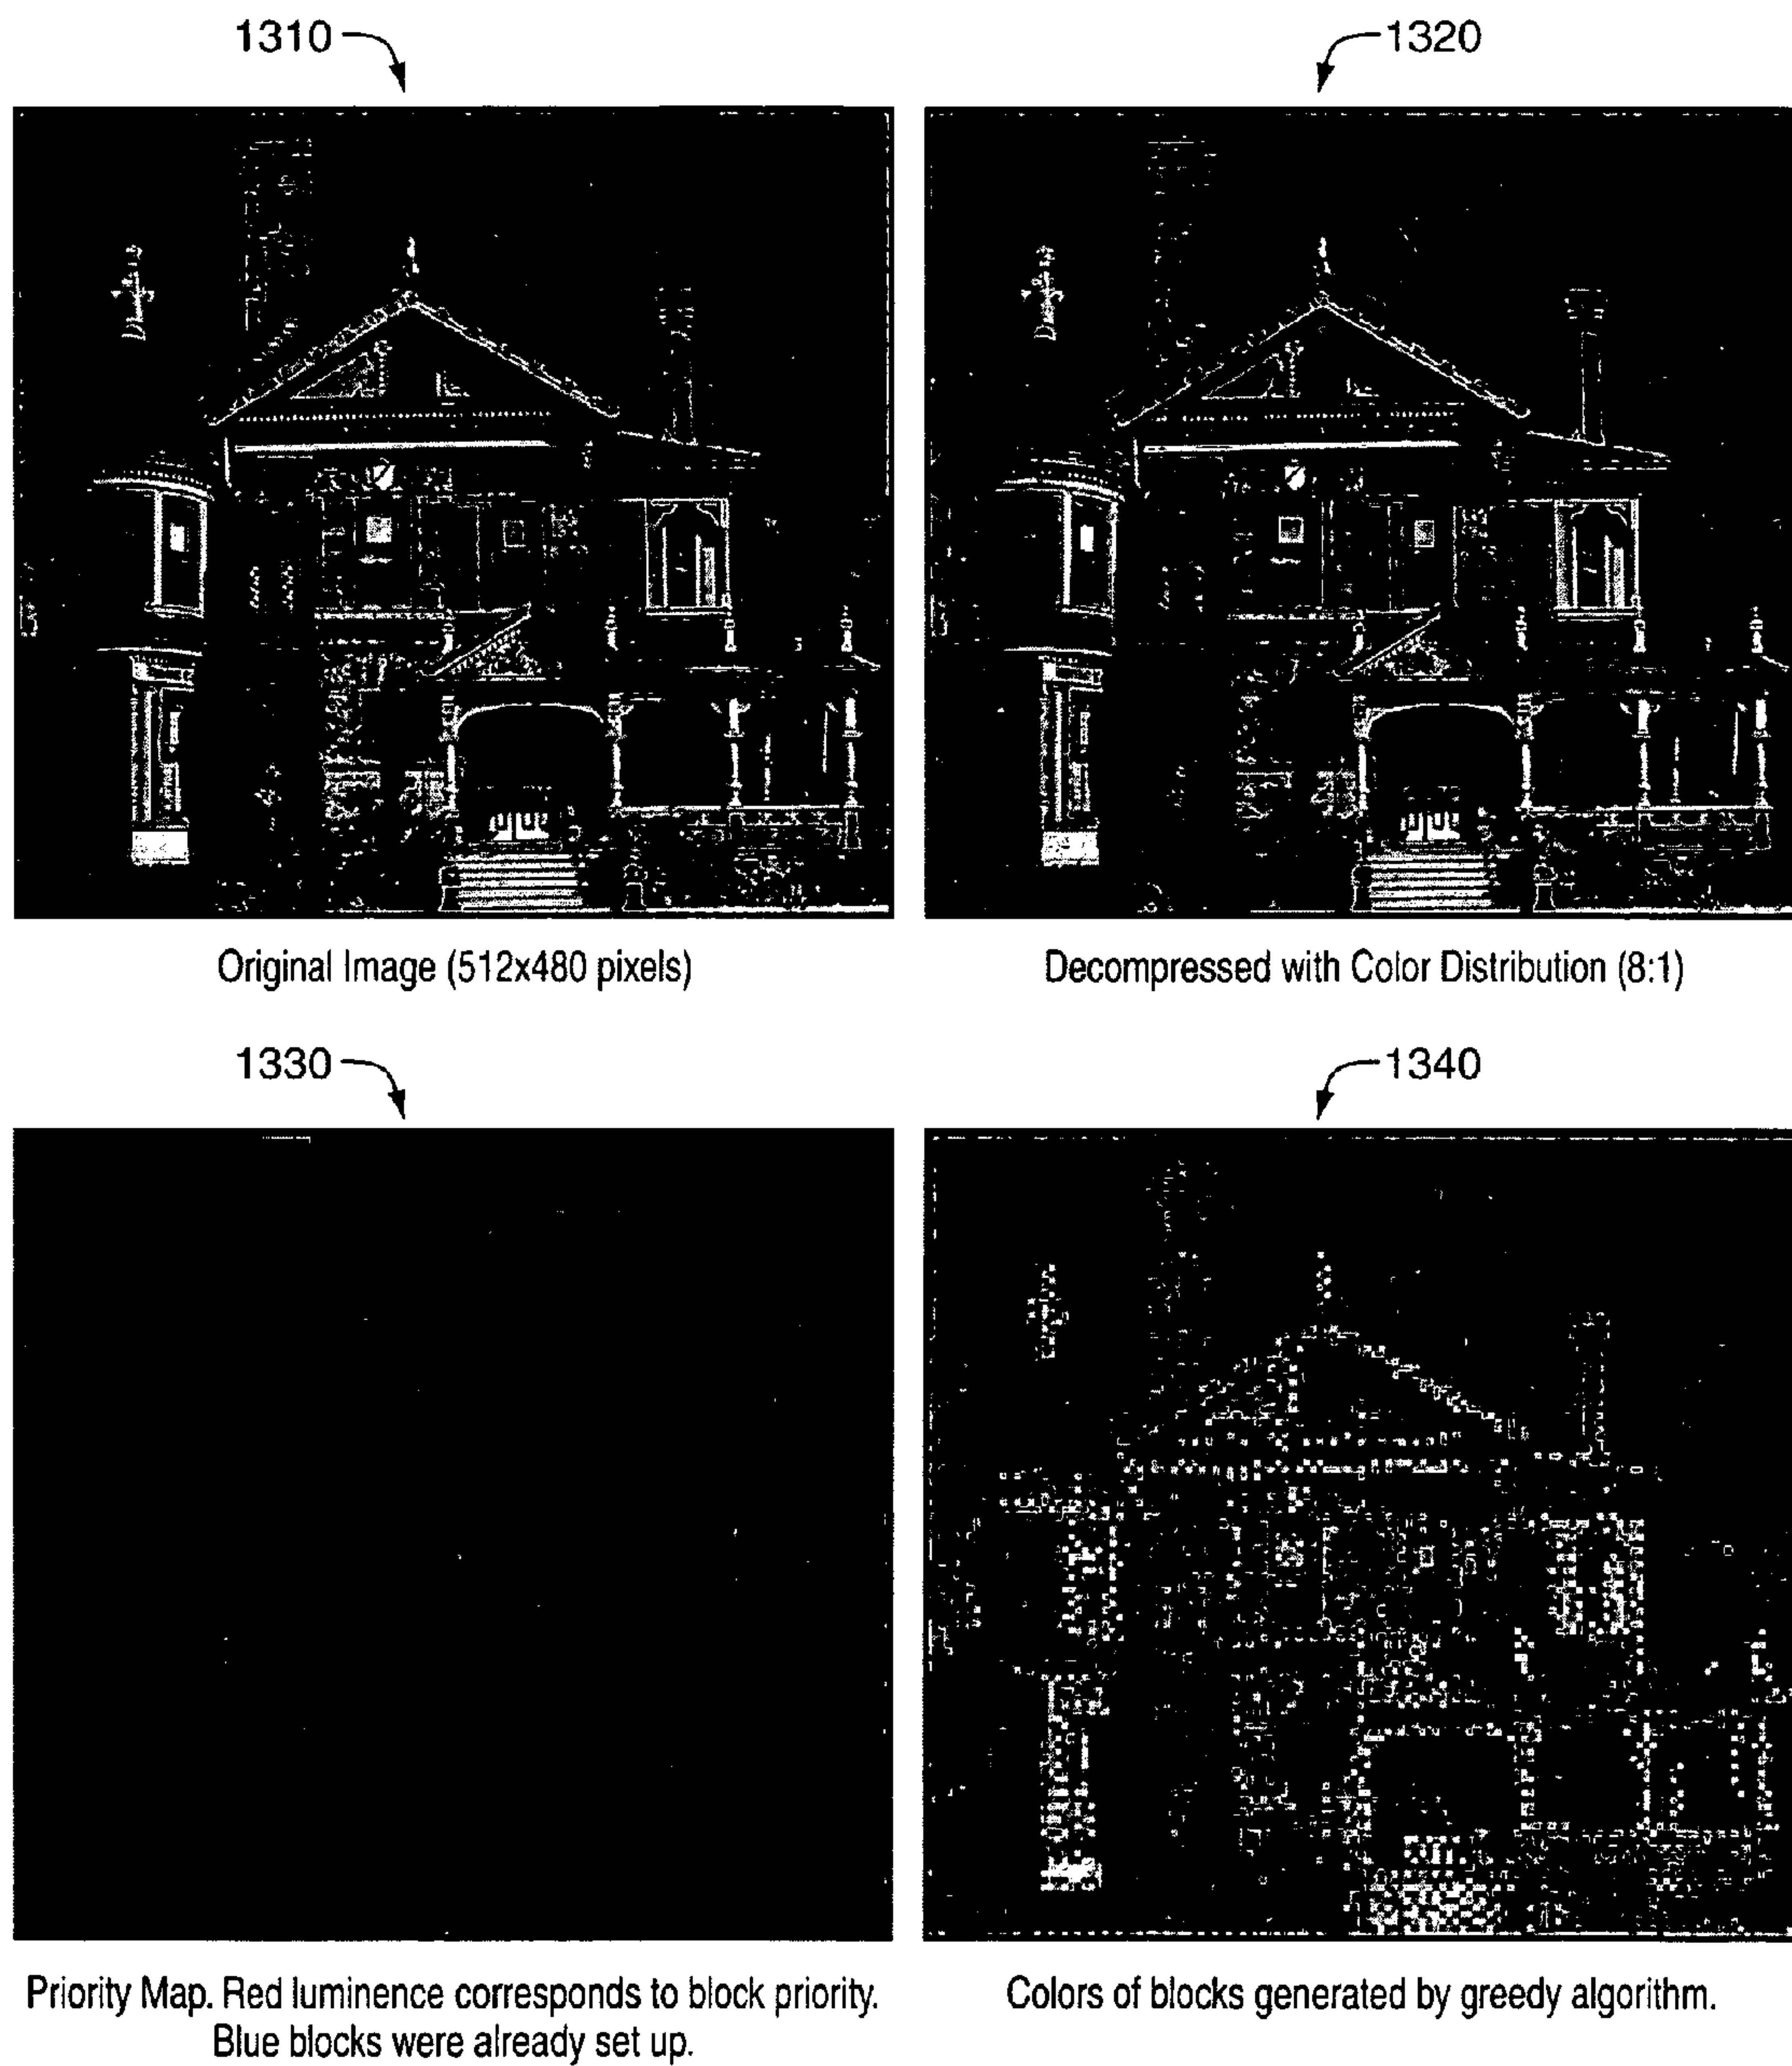 1310
1320
Original Image (512x480 pixels)
Decompressed with Color Distribution (8:1)
1330
1340
Priority Map. Red luminence corresponds to block priority.
Blue blocks were already set up.
Colors of blocks generated by greedy algorithm.